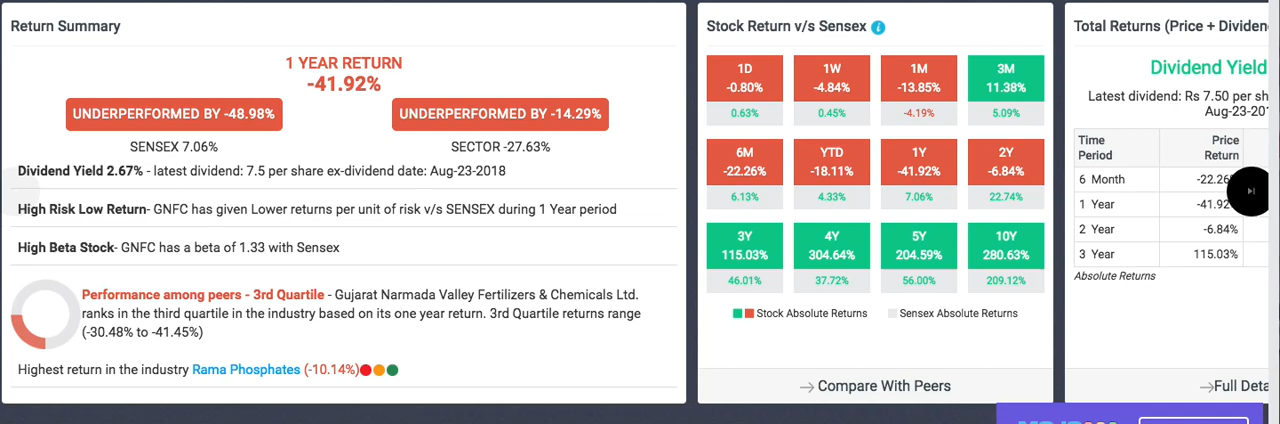 Return Summary
1 YEAR RETURN
-41.92%
UNDERPERFORMED BY -48.98%
UNDERPERFORMED BY -14.29%
SENSEX 7.06%
SECTOR -27.63%
Dividend Yield 2.67% - latest dividend: 7.5 per share ex-dividend date: Aug-23-2018
High Risk Low Return- GNFC has given Lower returns per unit of risk v/s SENSEX during 1 Year period
High Beta Stock- GNFC has a beta of 1.33 with Sensex
Performance among peers - 3rd Quartile - Gujarat Narmada Valley Fertilizers & Chemicals Ltd.
ranks in the third quartile in the industry based on its one year return. 3rd Quartile returns range
(-30.48% to -41.45%)
Highest return in the industry Rama Phosphates (-10.14%)
Stock Return v/s Sensex
1D 1W 1M 3M
-0.80% -4.84% -13.85% 11.38%
0.63% 0.45% -4.19% 5.09%
6M YTD 1Y 2Y
-22.26% -18.11% -41.92% -6.84%
6.13% 4.33% 7.06% 22.74%
3Y 4Y 5Y 10Y
115.03% 304.64% 204.59% 280.63%
46.01% 37.72% 56.00% 209.12%
Stock Absolute Returns Sensex Absolute Returns
Compare With Peers
Total Returns (Price + Dividen
Dividend Yield
Latest dividend: Rs 7.50 per sh
Aug-23-201
Time Period Price Return
6 Month -22.26
1 Year -41.92
2 Year -6.84%
3 Year 115.03%
Absolute Returns
Full Deta